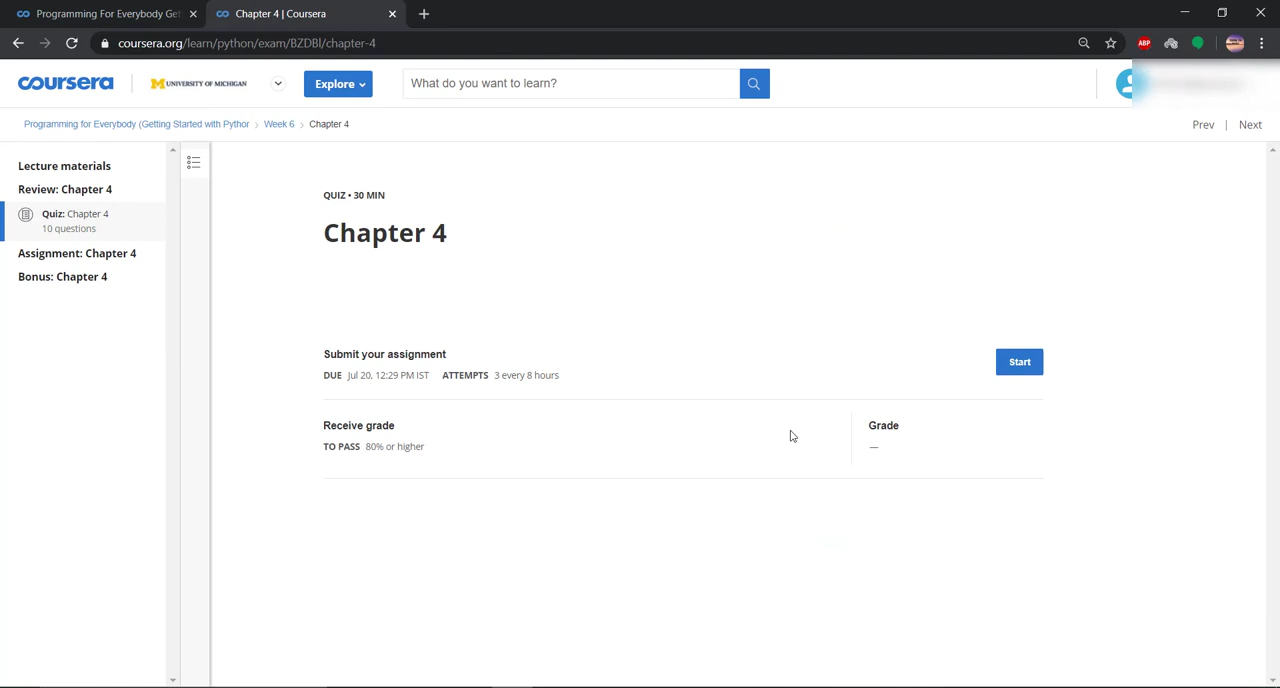 Programming For Everybody Get
Chapter 4 | Coursera
coursera.org/learn/python/exam/BZDBl/chapter-4
ABP
coursera
M UNIVERSITY OF MICHIGAN
Explore
What do you want to learn?
Programming for Everybody (Getting Started with Python
Week 6
Chapter 4
Prev | Next
Lecture materials
Review: Chapter 4
Quiz: Chapter 4
10 questions
Assignment: Chapter 4
Bonus: Chapter 4
QUIZ • 30 MIN
Chapter 4
Submit your assignment
DUE Jul 20, 12:29 PM IST ATTEMPTS 3 every 8 hours
Start
Receive grade
TO PASS 80% or higher
Grade
—